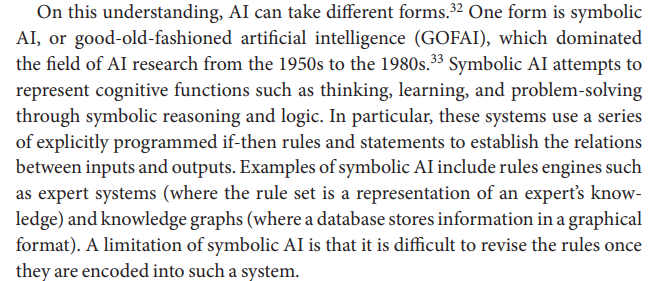 On this understanding, AI can take different forms.32 One form is symbolic
AI, or good-old-fashioned artificial intelligence (GOFAI), which dominated
the field of AI research from the 1950s to the 1980s.33 Symbolic AI attempts to
represent cognitive functions such as thinking, learning, and problem-solving
through symbolic reasoning and logic. In particular, these systems use a series
of explicitly programmed if-then rules and statements to establish the relations
between inputs and outputs. Examples of symbolic AI include rules engines such
as expert systems (where the rule set is a representation of an expert’s know-
ledge) and knowledge graphs (where a database stores information in a graphical
format). A limitation of symbolic AI is that it is difficult to revise the rules once
they are encoded into such a system.